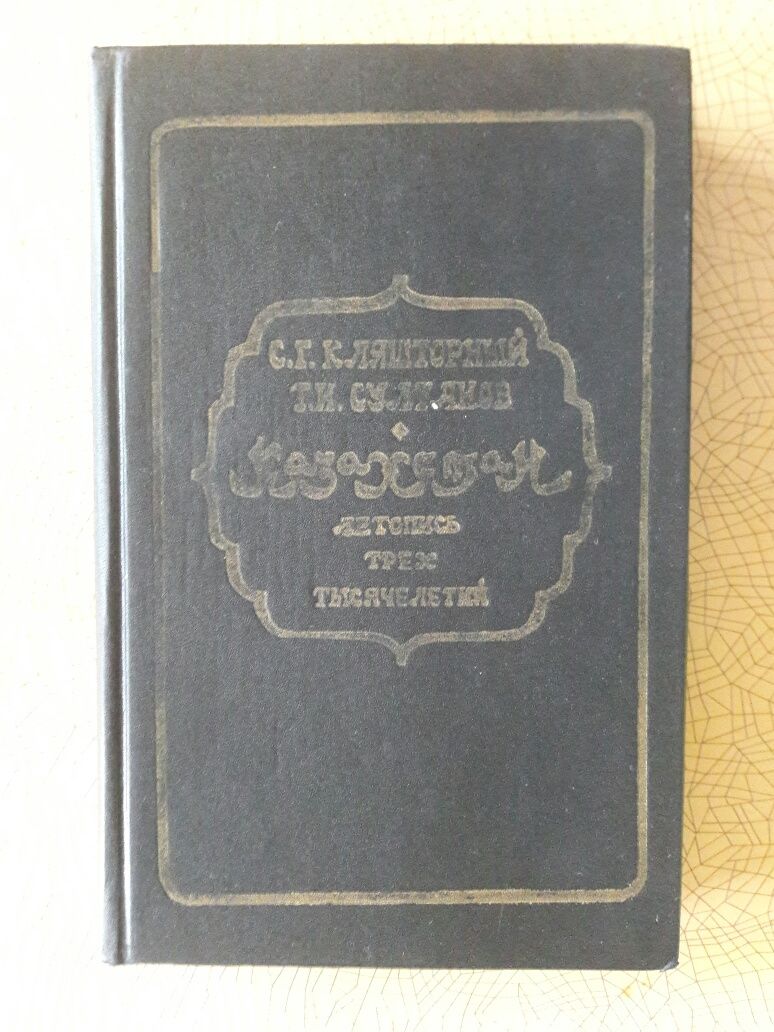 С.Г. КЛЯШТОРНЫЙ
Т.И. СУЛТАНОВ
Казахстан
ЛЕТОПИСЬ
ТРЕХ
ТЫСЯЧЕЛЕТИЙ